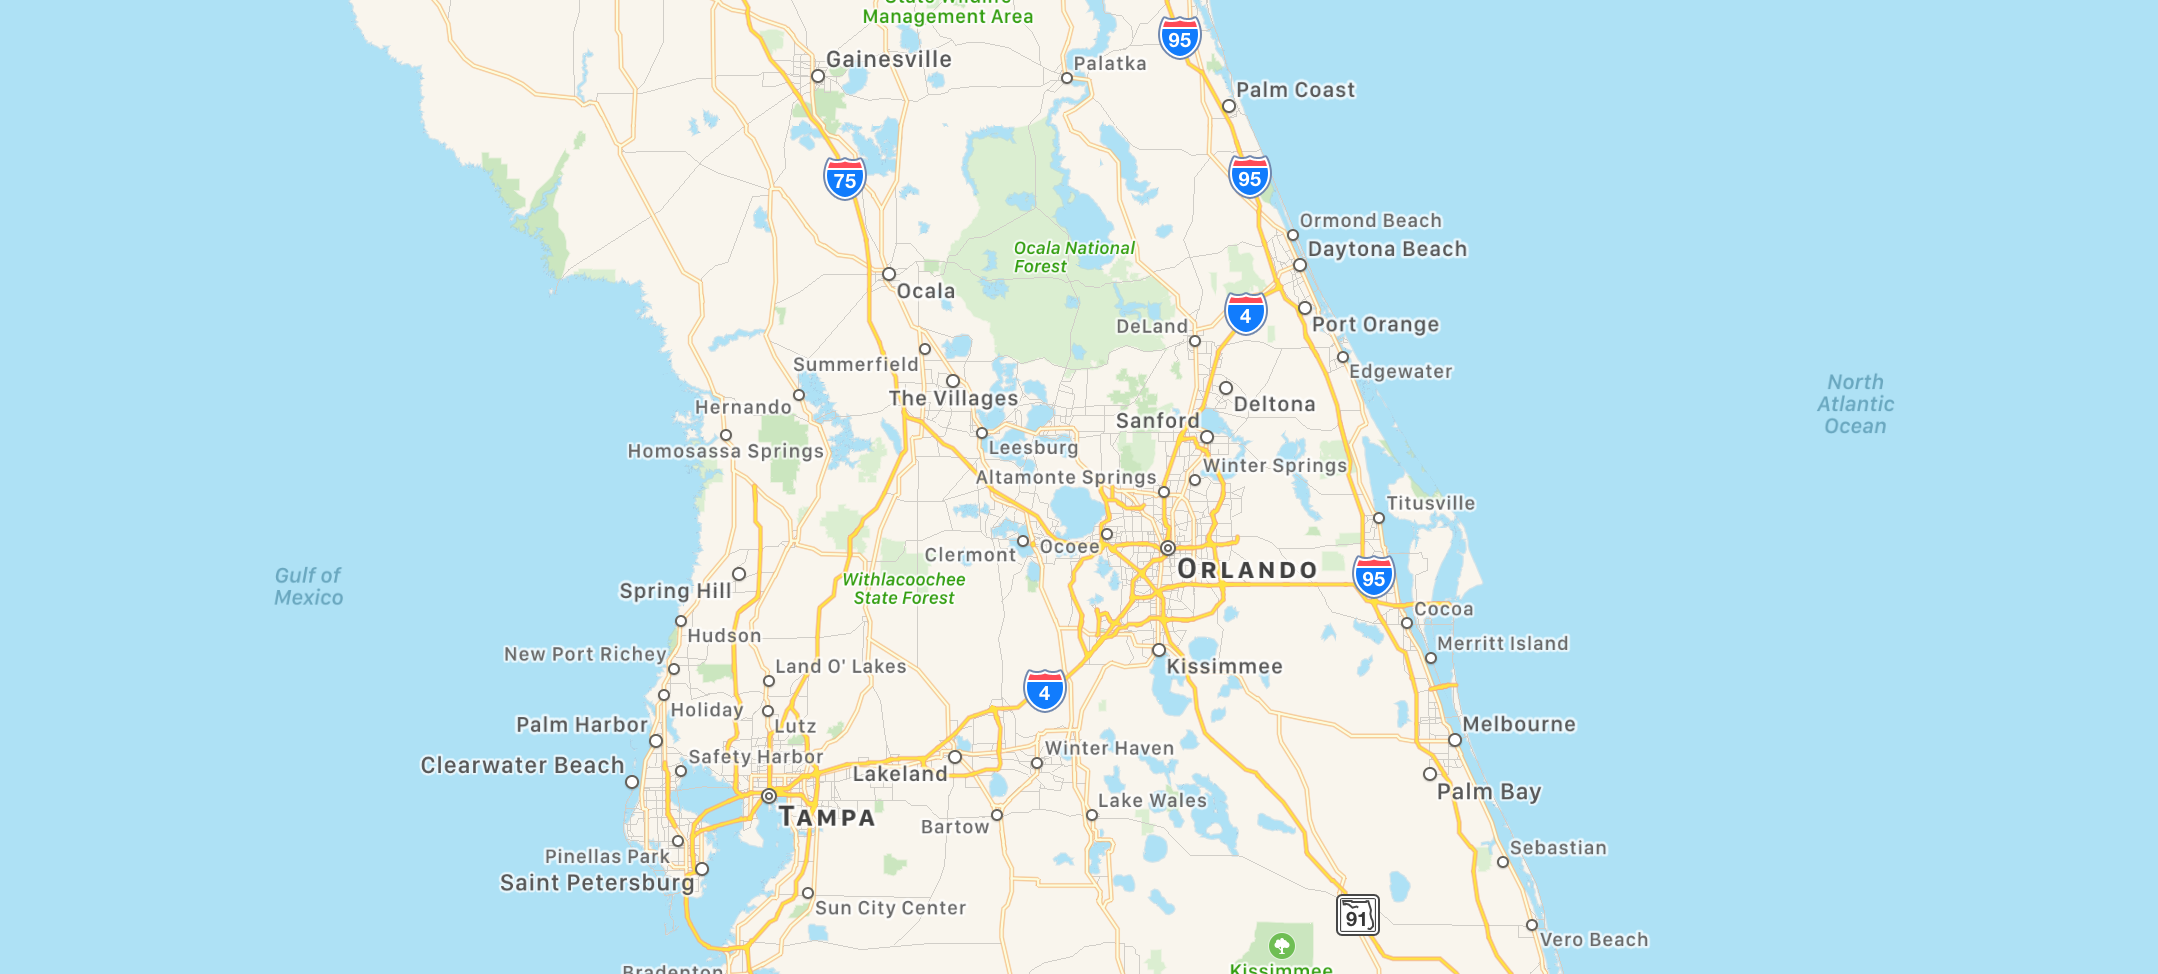 State Wildlife
Management Area
95
Gainesville
Palatka
Palm Coast
75
95
Ormond Beach
Daytona Beach
Ocala National
Forest
Ocala
4
DeLand
Port Orange
Summerfield
Edgewater
The Villages
Hernando
Deltona
North
Atlantic
Ocean
Sanford
Homosassa Springs
Leesburg
Winter Springs
Altamonte Springs
Titusville
Clermont
Ocoee
ORLANDO
95
Gulf of
Mexico
Withlacoochee
State Forest
Spring Hill
Cocoa
Hudson
Merritt Island
New Port Richey
Land O' Lakes
Kissimmee
4
Holiday
Lutz
Palm Harbor
Melbourne
Safety Harbor
Winter Haven
Clearwater Beach
Lakeland
Palm Bay
TAMPA
Lake Wales
Bartow
Pinellas Park
Sebastian
Saint Petersburg
Sun City Center
91
Vero Beach
Bradenton
Kissimmee